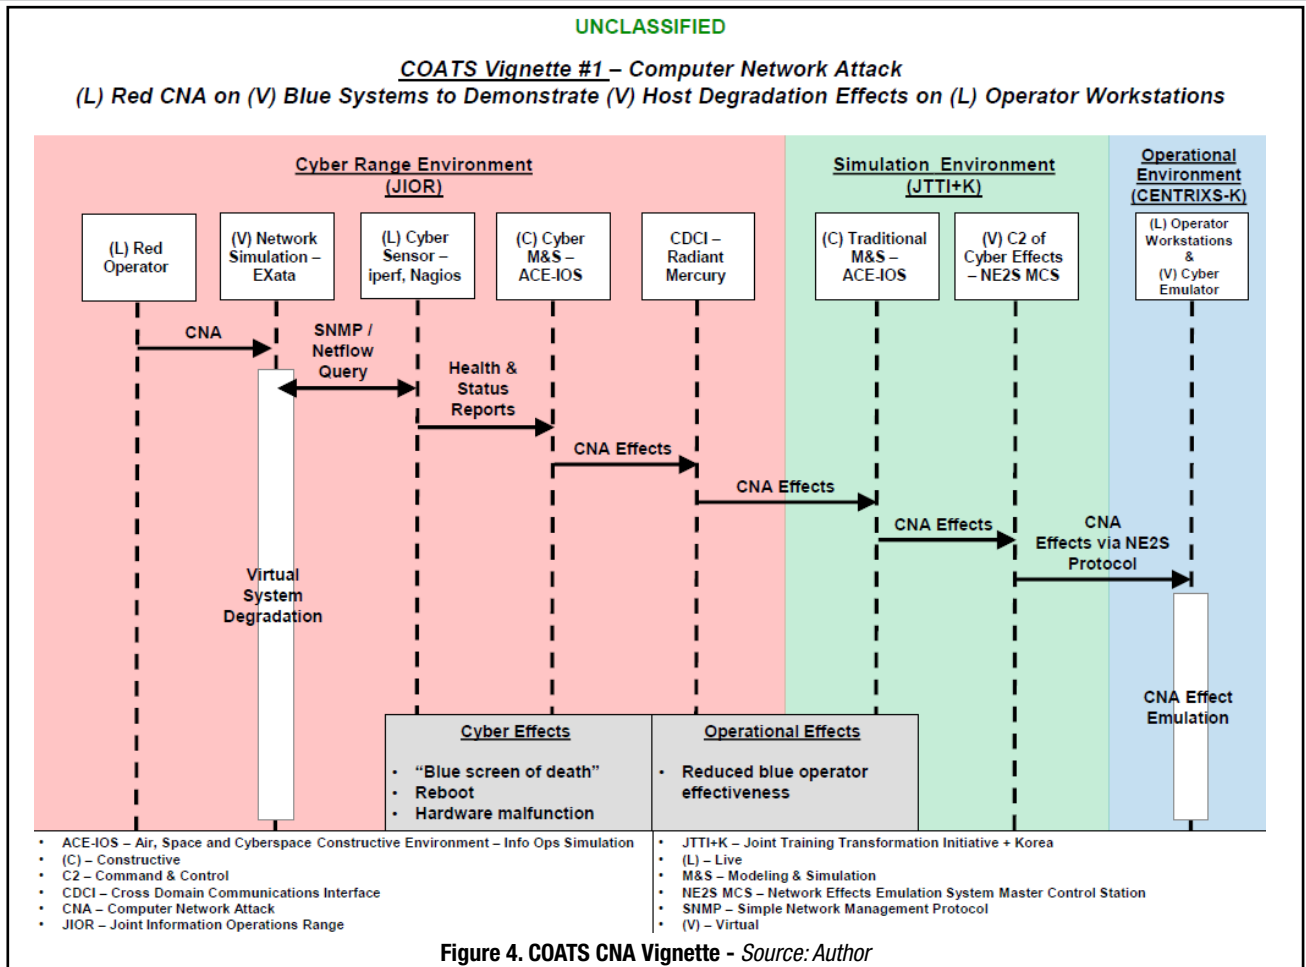 UNCLASSIFIED
COATS Vignette #1 – Computer Network Attack
(L) Red CNA on (V) Blue Systems to Demonstrate (V) Host Degradation Effects on (L) Operator Workstations
Cyber Range Environment
(JIOR)
Simulation Environment
(JTTI+K)
Operational
Environment
(CENTRIXS-K)
(L) Red
Operator
(V) Network
Simulation –
EXata
(L) Cyber
Sensor –
iperf, Nagios
(C) Cyber
M&S –
ACE-IOS
CDCI –
Radiant
Mercury
(C) Traditional
M&S –
ACE-IOS
(V) C2 of
Cyber Effects
– NE2S MCS
(L) Operator
Workstations
&
(V) Cyber
Emulator
CNA
SNMP /
Netflow
Query
Health &
Status
Reports
CNA Effects
CNA Effects
CNA Effects
CNA
Effects via NE2S
Protocol
Virtual
System
Degradation
CNA Effect
Emulation
Cyber Effects
• “Blue screen of death”
• Reboot
• Hardware malfunction
Operational Effects
• Reduced blue operator
effectiveness
• ACE-IOS – Air, Space and Cyberspace Constructive Environment – Info Ops Simulation
• (C) – Constructive
• C2 – Command & Control
• CDCI – Cross Domain Communications Interface
• CNA – Computer Network Attack
• JIOR – Joint Information Operations Range
• JTTI+K – Joint Training Transformation Initiative + Korea
• (L) – Live
• M&S – Modeling & Simulation
• NE2S MCS – Network Effects Emulation System Master Control Station
• SNMP – Simple Network Management Protocol
• (V) – Virtual
Figure 4. COATS CNA Vignette - Source: Author